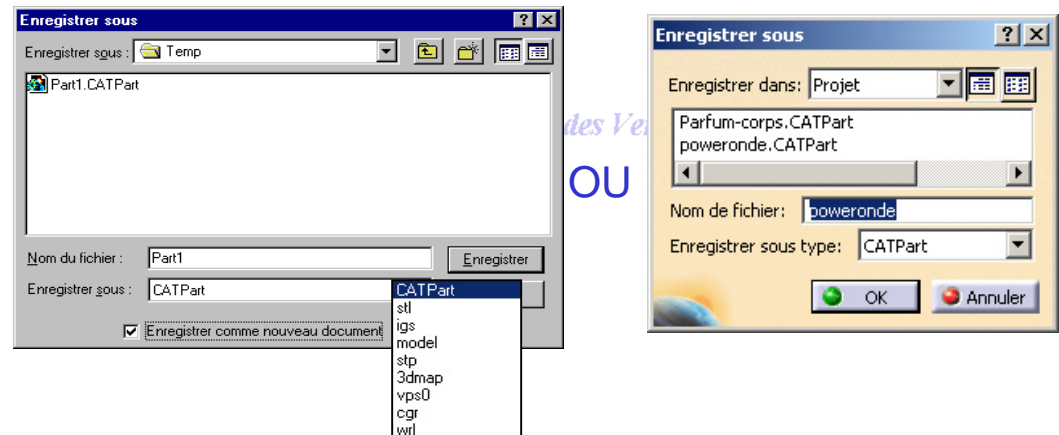 Enregistrer sous
Enregistrer sous : Temp
Part1.CATPart
Nom du fichier : Part1
Enregistrer
Enregistrer sous : CATPart
Enregistrer comme nouveau document
CATPart
stl
igs
model
stp
3dmap
vps0
cgr
wrl
des
OU
Enregistrer sous
Enregistrer dans: Projet
Parfum-corps.CATPart
poweronde.CATPart
Nom de fichier: poweronde
Enregistrer sous type: CATPart
OK
Annuler